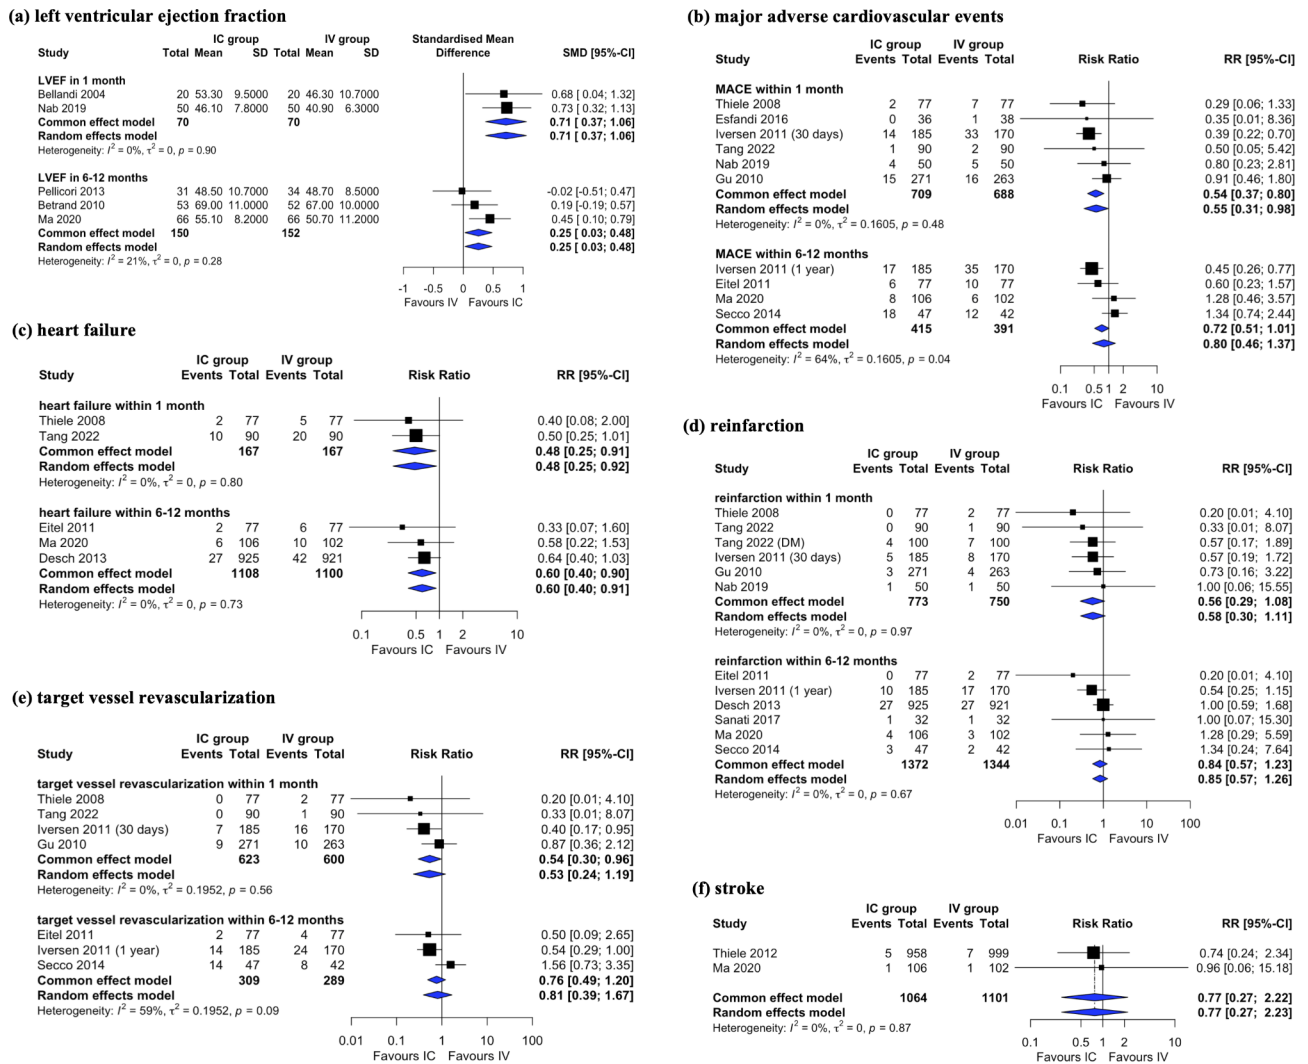 (a) left ventricular ejection fraction
IC group IV group Standardised Mean
Study Total Mean SD Total Mean SD Difference SMD [95%-CI]
LVEF in 1 month
Bellandi 2004 20 53.30 9.5000 20 46.30 10.7000 0.68 [ 0.04; 1.32]
Nab 2019 50 46.10 7.8000 50 40.90 6.3000 0.73 [ 0.32; 1.13]
Common effect model 70 70 0.71 [ 0.37; 1.06]
Random effects model 0.71 [ 0.37; 1.06]
Heterogeneity: I² = 0%, τ² = 0, p = 0.90
LVEF in 6-12 months
Pellicori 2013 31 48.50 10.7000 34 48.70 8.5000 -0.02 [-0.51; 0.47]
Betrand 2010 53 69.00 11.0000 52 67.00 10.0000 0.19 [-0.19; 0.57]
Ma 2020 66 55.10 8.2000 66 50.70 11.2000 0.45 [ 0.10; 0.79]
Common effect model 150 152 0.25 [ 0.03; 0.48]
Random effects model 0.25 [ 0.03; 0.48]
Heterogeneity: I² = 21%, τ² = 0, p = 0.28
-1 -0.5 0 0.5 1
Favours IV Favours IC
(b) major adverse cardiovascular events
IC group IV group
Study Events Total Events Total Risk Ratio RR [95%-CI]
MACE within 1 month
Thiele 2008 2 77 7 77 0.29 [0.06; 1.33]
Esfandi 2016 0 36 1 38 0.35 [0.01; 8.36]
Iversen 2011 (30 days) 14 185 33 170 0.39 [0.22; 0.70]
Tang 2022 1 90 2 90 0.50 [0.05; 5.42]
Nab 2019 4 50 5 50 0.80 [0.23; 2.81]
Gu 2010 15 271 16 263 0.91 [0.46; 1.80]
Common effect model 709 688 0.54 [0.37; 0.80]
Random effects model 0.55 [0.31; 0.98]
Heterogeneity: I² = 0%, τ² = 0.1605, p = 0.48
MACE within 6-12 months
Iversen 2011 (1 year) 17 185 35 170 0.45 [0.26; 0.77]
Eitel 2011 6 77 10 77 0.60 [0.23; 1.57]
Ma 2020 8 106 6 102 1.28 [0.46; 3.57]
Secco 2014 18 47 12 42 1.34 [0.74; 2.44]
Common effect model 415 391 0.72 [0.51; 1.01]
Random effects model 0.80 [0.46; 1.37]
Heterogeneity: I² = 64%, τ² = 0.1605, p = 0.04
0.1 0.5 1 2 10
Favours IC Favours IV
(c) heart failure
IC group IV group
Study Events Total Events Total Risk Ratio RR [95%-CI]
heart failure within 1 month
Thiele 2008 2 77 5 77 0.40 [0.08; 2.00]
Tang 2022 10 90 20 90 0.50 [0.25; 1.01]
Common effect model 167 167 0.48 [0.25; 0.91]
Random effects model 0.48 [0.25; 0.92]
Heterogeneity: I² = 0%, τ² = 0, p = 0.80
heart failure within 6-12 months
Eitel 2011 2 77 6 77 0.33 [0.07; 1.60]
Ma 2020 6 106 10 102 0.58 [0.22; 1.53]
Desch 2013 27 925 42 921 0.64 [0.40; 1.03]
Common effect model 1108 1100 0.60 [0.40; 0.90]
Random effects model 0.60 [0.40; 0.91]
Heterogeneity: I² = 0%, τ² = 0, p = 0.73
0.1 0.5 1 2 10
Favours IC Favours IV
(d) reinfarction
IC group IV group
Study Events Total Events Total Risk Ratio RR [95%-CI]
reinfarction within 1 month
Thiele 2008 0 77 2 77 0.20 [0.01; 4.10]
Tang 2022 0 90 1 90 0.33 [0.01; 8.07]
Tang 2022 (DM) 4 100 7 100 0.57 [0.17; 1.89]
Iversen 2011 (30 days) 5 185 8 170 0.57 [0.19; 1.72]
Gu 2010 3 271 4 263 0.73 [0.16; 3.22]
Nab 2019 1 50 1 50 1.00 [0.06; 15.55]
Common effect model 773 750 0.56 [0.29; 1.08]
Random effects model 0.58 [0.30; 1.11]
Heterogeneity: I² = 0%, τ² = 0, p = 0.97
reinfarction within 6-12 months
Eitel 2011 0 77 2 77 0.20 [0.01; 4.10]
Iversen 2011 (1 year) 10 185 17 170 0.54 [0.25; 1.15]
Desch 2013 27 925 27 921 1.00 [0.59; 1.68]
Sanati 2017 1 32 1 32 1.00 [0.07; 15.30]
Ma 2020 4 106 3 102 1.28 [0.29; 5.59]
Secco 2014 3 47 2 42 1.34 [0.24; 7.64]
Common effect model 1372 1344 0.84 [0.57; 1.23]
Random effects model 0.85 [0.57; 1.26]
Heterogeneity: I² = 0%, τ² = 0, p = 0.67
0.01 0.1 1 10 100
Favours IC Favours IV
(e) target vessel revascularization
IC group IV group
Study Events Total Events Total Risk Ratio RR [95%-CI]
target vessel revascularization within 1 month
Thiele 2008 0 77 2 77 0.20 [0.01; 4.10]
Tang 2022 0 90 1 90 0.33 [0.01; 8.07]
Iversen 2011 (30 days) 7 185 16 170 0.40 [0.17; 0.95]
Gu 2010 9 271 10 263 0.87 [0.36; 2.12]
Common effect model 623 600 0.54 [0.30; 0.96]
Random effects model 0.53 [0.24; 1.19]
Heterogeneity: I² = 0%, τ² = 0.1952, p = 0.56
target vessel revascularization within 6-12 months
Eitel 2011 2 77 4 77 0.50 [0.09; 2.65]
Iversen 2011 (1 year) 14 185 24 170 0.54 [0.29; 1.00]
Secco 2014 14 47 8 42 1.56 [0.73; 3.35]
Common effect model 309 289 0.76 [0.49; 1.20]
Random effects model 0.81 [0.39; 1.67]
Heterogeneity: I² = 59%, τ² = 0.1952, p = 0.09
0.01 0.1 1 10 100
Favours IC Favours IV
(f) stroke
IC group IV group
Study Events Total Events Total Risk Ratio RR [95%-CI]
Thiele 2012 5 958 7 999 0.74 [0.24; 2.34]
Ma 2020 1 106 1 102 0.96 [0.06; 15.18]
Common effect model 1064 1101 0.77 [0.27; 2.22]
Random effects model 0.77 [0.27; 2.23]
Heterogeneity: I² = 0%, τ² = 0, p = 0.87
0.1 0.5 1 2 10
Favours IC Favours IV